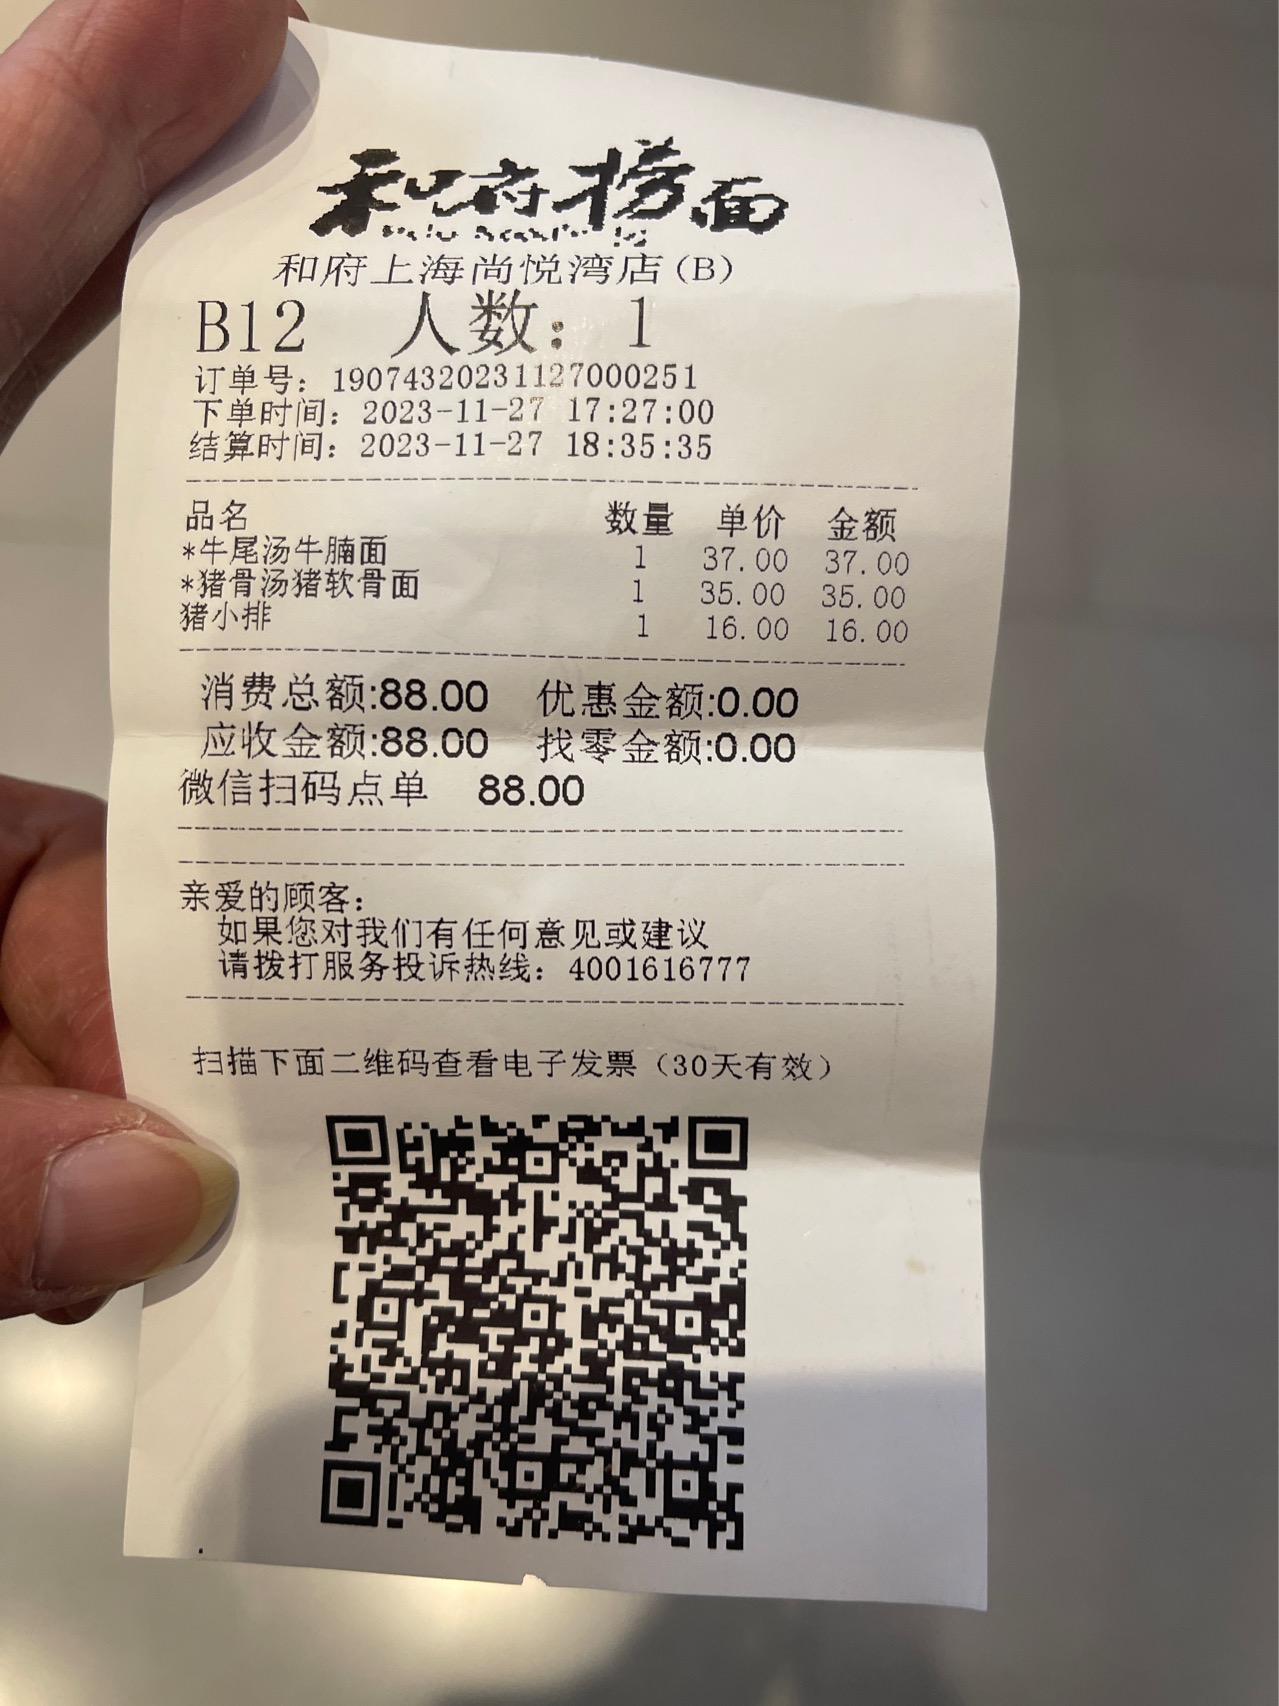 和府捞面
和府上海尚悦湾店(B)
B12 人数：1
订单号：19074320231127000251
下单时间：2023-11-27 17:27:00
结算时间：2023-11-27 18:35:35
品名 数量 单价 金额
*牛尾汤牛腩面 1 37.00 37.00
*猪骨汤猪软骨面 1 35.00 35.00
猪小排 1 16.00 16.00
消费总额:88.00 优惠金额:0.00
应收金额:88.00 找零金额:0.00
微信扫码点单 88.00
亲爱的顾客：
如果您对我们有任何意见或建议
请拨打服务投诉热线：4001616777
扫描下面二维码查看电子发票（30天有效）